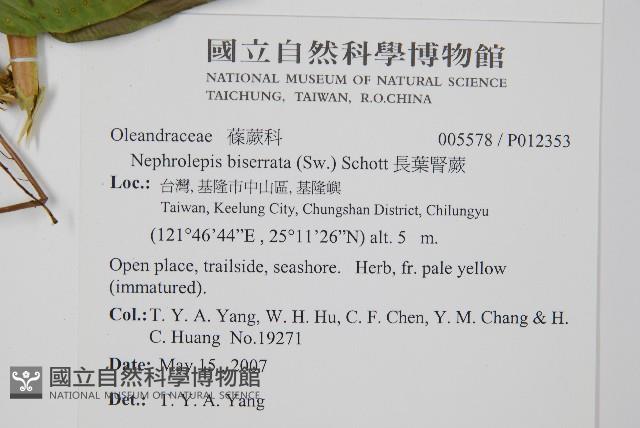 國立自然科學博物館
NATIONAL MUSEUM OF NATURAL SCIENCE
TAICHUNG, TAIWAN, R.O.CHINA
Oleandraceae 蓧蕨科 005578 / P012353
Nephrolepis biserrata (Sw.) Schott 長葉腎蕨
Loc.: 台灣, 基隆市中山區, 基隆嶼
Taiwan, Keelung City, Chungshan District, Chilungyu
(121°46’44”E , 25°11’26”N) alt. 5 m.
Open place, trailside, seashore. Herb, fr. pale yellow
(immatured).
Col.: T. Y. A. Yang, W. H. Hu, C. F. Chen, Y. M. Chang & H.
C. Huang No.19271
Date: May 15, 2007
國立自然科學博物館
NATIONAL MUSEUM OF NATURAL SCIENCE
Det.: T. Y. A. Yang